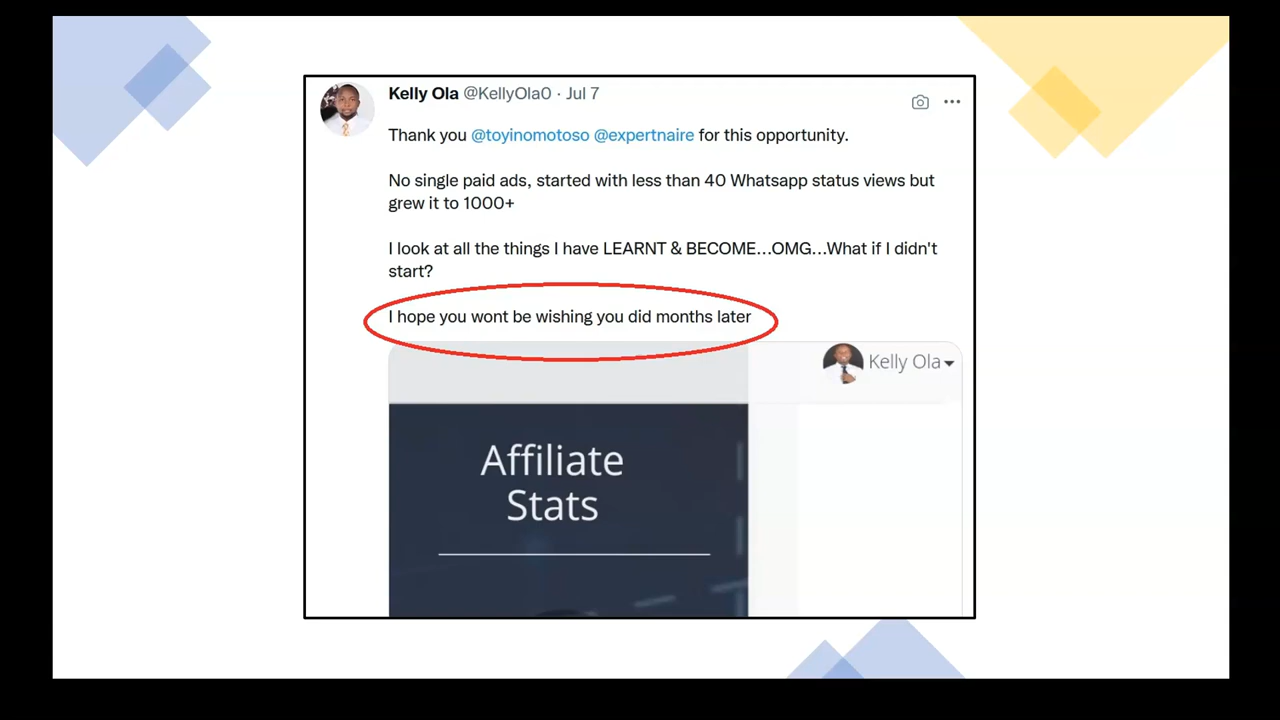 Kelly Ola @KellyOla0 · Jul 7
Thank you @toyinomotoso @expertnaire for this opportunity.
No single paid ads, started with less than 40 Whatsapp status views but
grew it to 1000+
I look at all the things I have LEARNT & BECOME...OMG...What if I didn't
start?
I hope you wont be wishing you did months later
Kelly Ola
Affiliate
Stats